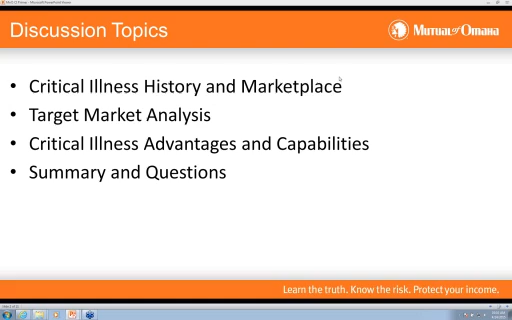 Discussion Topics
MUTUAL of OMAHA
• Critical Illness History and Marketplace
• Target Market Analysis
• Critical Illness Advantages and Capabilities
• Summary and Questions
Learn the truth. Know the risk. Protect your income.